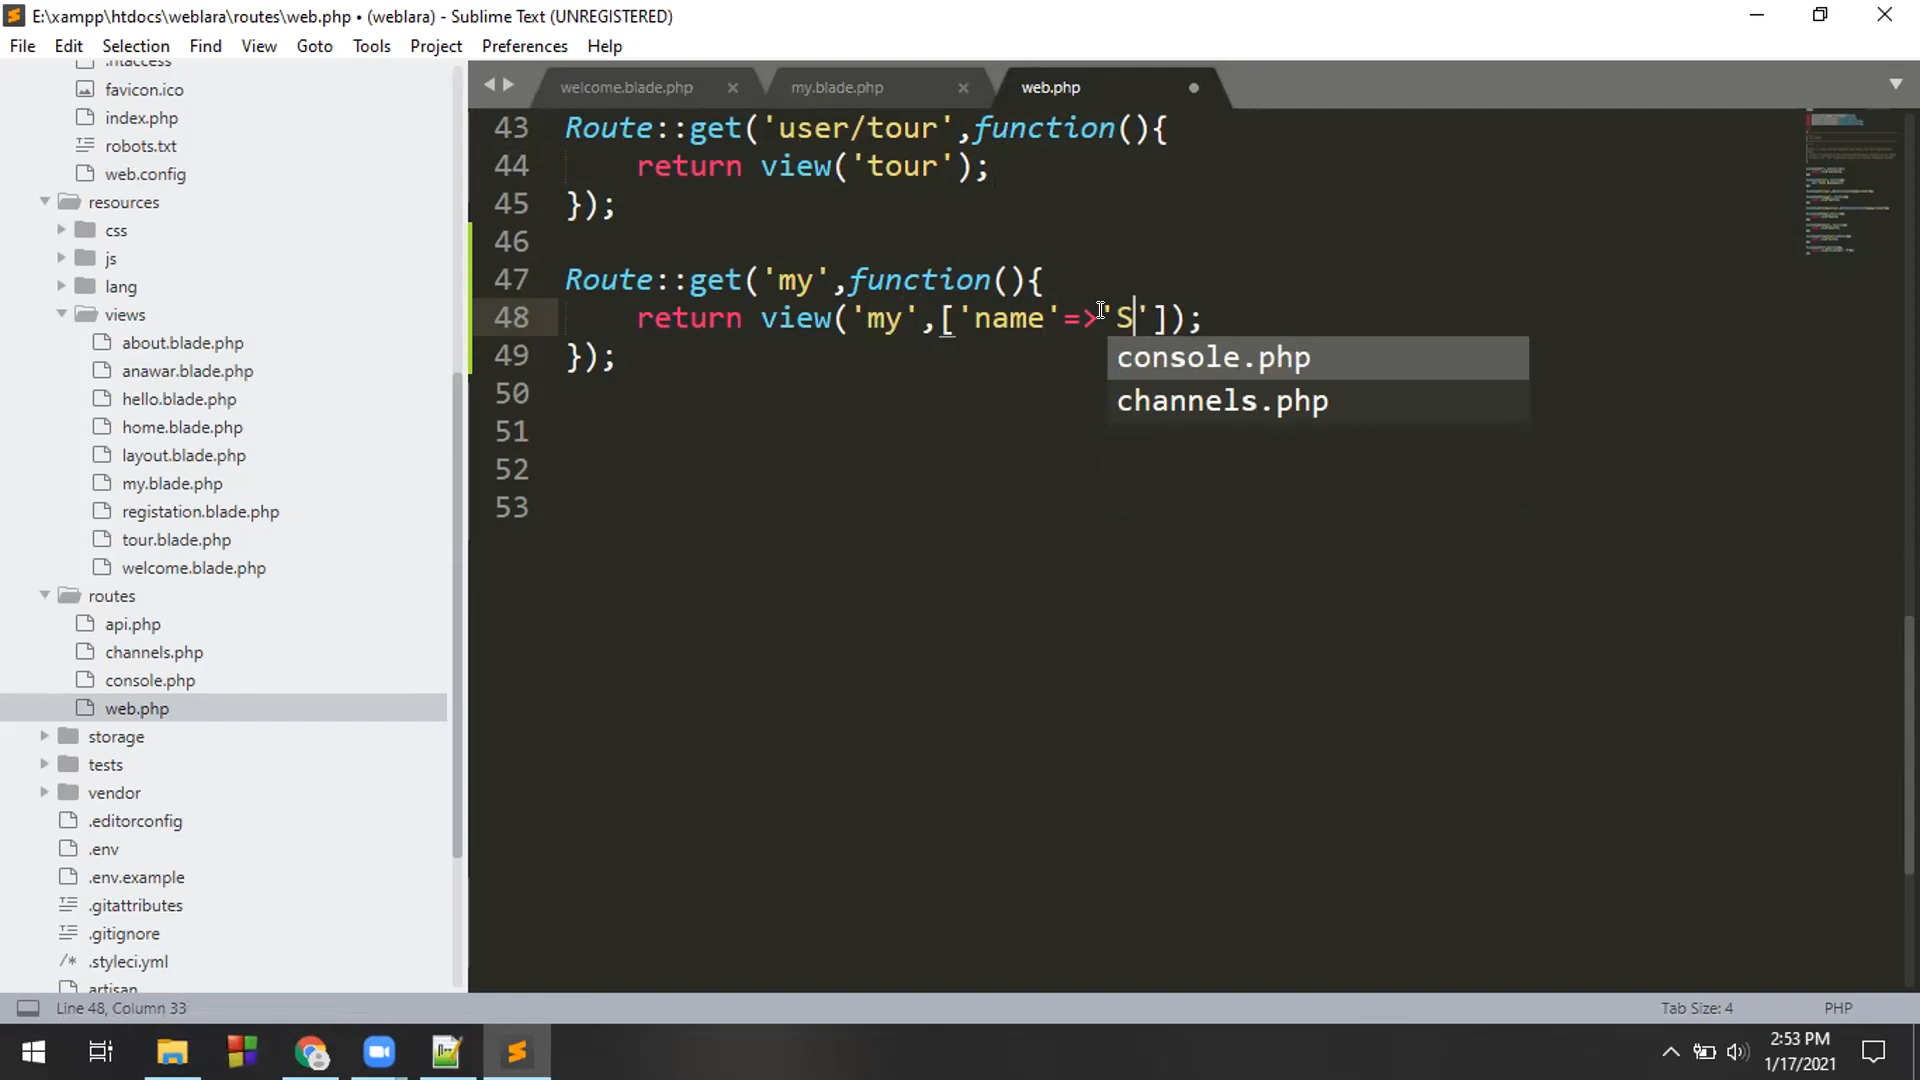 E:\xampp\htdocs\weblara\routes\web.php • (weblara) - Sublime Text (UNREGISTERED)
File Edit Selection Find View Goto Tools Project Preferences Help
.htaccess
favicon.ico
index.php
robots.txt
web.config
resources
css
js
lang
views
about.blade.php
anawar.blade.php
hello.blade.php
home.blade.php
layout.blade.php
my.blade.php
registation.blade.php
tour.blade.php
welcome.blade.php
routes
api.php
channels.php
console.php
web.php
storage
tests
vendor
.editorconfig
.env
.env.example
.gitattributes
.gitignore
/* .styleci.yml
artisan
welcome.blade.php my.blade.php web.php
43 Route::get('user/tour',function(){
44 return view('tour');
45 });
46
47 Route::get('my',function(){
48 return view('my',['name'=>'S']);
49 });
50
51
52
53
console.php
channels.php
Line 48, Column 33 Tab Size: 4 PHP
2:53 PM
1/17/2021